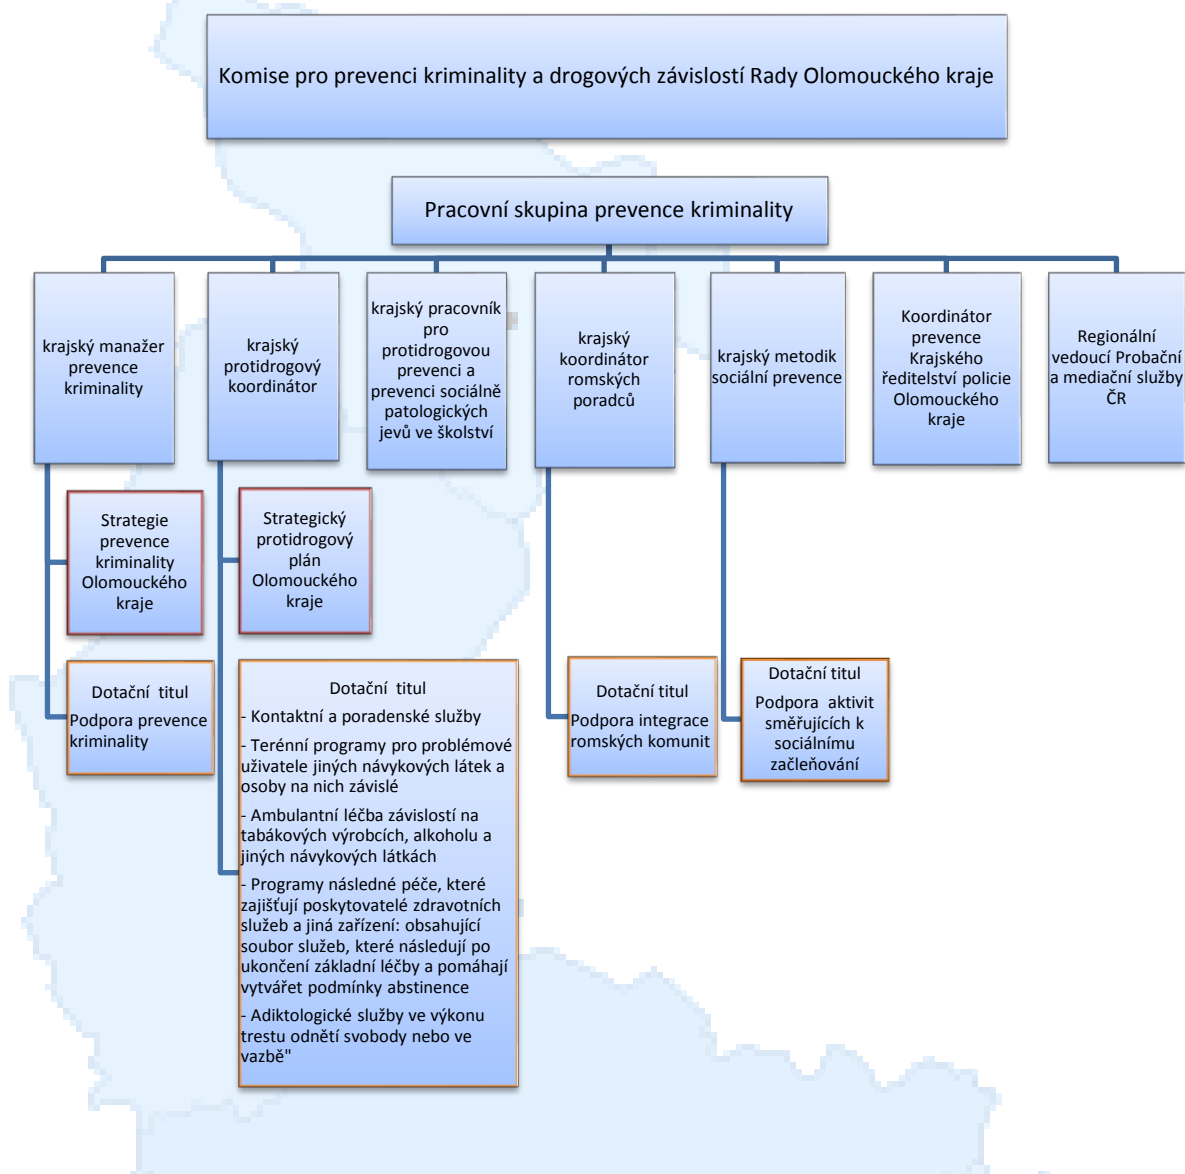 Komise pro prevenci kriminality a drogových závislostí Rady Olomouckého kraje
Pracovní skupina prevence kriminality
krajský manažer
prevence
kriminality
krajský
protidrogový
koordinátor
krajský pracovník
pro
protidrogovou
prevenci a
prevenci sociálně
patologických
jevů ve školství
krajský
koordinátor
romských
poradců
krajský metodik
sociální prevence
Koordinátor
prevence
Krajského
ředitelství policie
Olomouckého
kraje
Regionální
vedoucí Probační
a mediační služby
ČR
Strategie
prevence
kriminality
Olomouckého
kraje
Strategický
protidrogový
plán
Olomouckého
kraje
Dotační titul
Podpora prevence
kriminality
Dotační titul
- Kontaktní a poradenské služby
- Terénní programy pro problémové
uživatele jiných návykových látek a
osoby na nich závislé
- Ambulantní léčba závislostí na
tabákových výrobcích, alkoholu a
jiných návykových látkách
- Programy následné péče, které
zajišťují poskytovatelé zdravotních
služeb a jiná zařízení: obsahující
soubor služeb, které následují po
ukončení základní léčby a pomáhají
vytvářet podmínky abstinence
- Adiktologické služby ve výkonu
trestu odnětí svobody nebo ve
vazbě"
Dotační titul
Podpora integrace
romských komunit
Dotační titul
Podpora aktivit
směřujících k
sociálnímu
začleňování